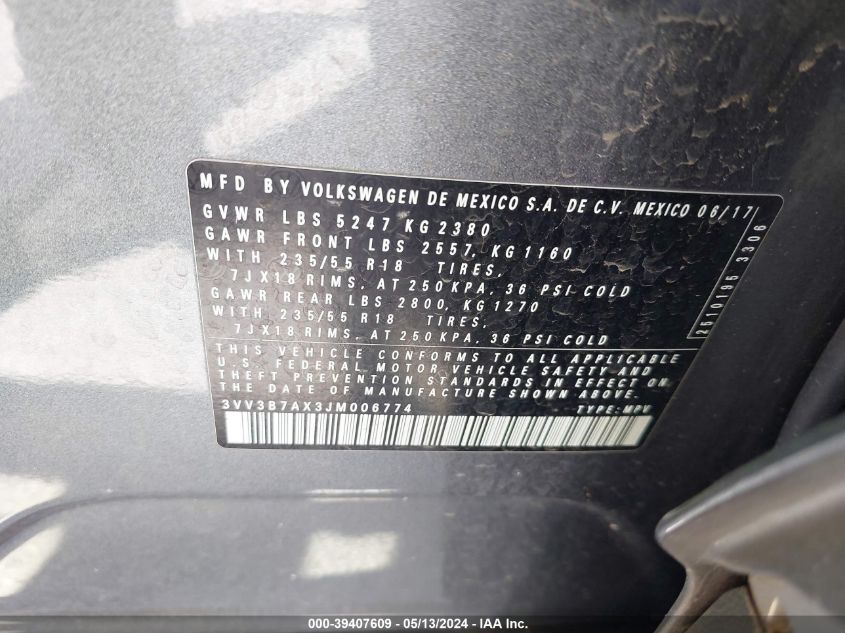 MFD BY VOLKSWAGEN DE MEXICO S.A. DE C.V. MEXICO 06/17
GVWR LBS 5247 KG 2380
GAWR FRONT LBS 2557, KG 1160
WITH 235/55 R18 TIRES,
7JX18 RIMS, AT 250 KPA, 36 PSI COLD
GAWR REAR LBS 2800, KG 1270
WITH 235/55 R18 TIRES,
7JX18 RIMS, AT 250 KPA, 36 PSI COLD
2510195 3306
THIS VEHICLE CONFORMS TO ALL APPLICABLE
U.S. FEDERAL MOTOR VEHICLE SAFETY AND
THEFT PREVENTION STANDARDS IN EFFECT ON
THE DATE OF MANUFACTURE SHOWN ABOVE.
3VV3B7AX3JM006774 TYPE: MPV
000-39407609 - 05/13/2024 - IAA Inc.